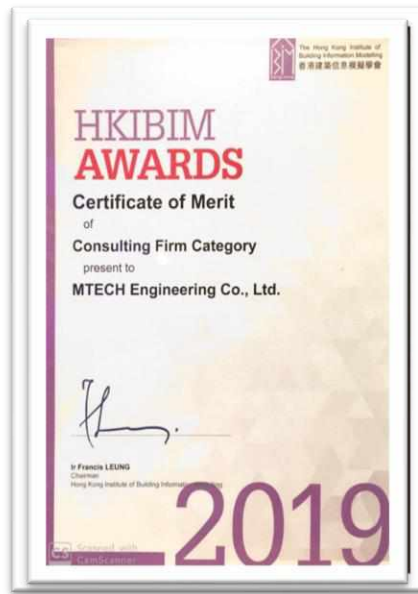 The Hong Kong Institute of
Building Information Modelling
香港建築信息模擬學會
HKIBIM
AWARDS
Certificate of Merit
of
Consulting Firm Category
present to
MTECH Engineering Co., Ltd.
Ir Francis LEUNG
Chairman
Hong Kong Institute of Building Information
2019
CS Scanned with
CamScanner